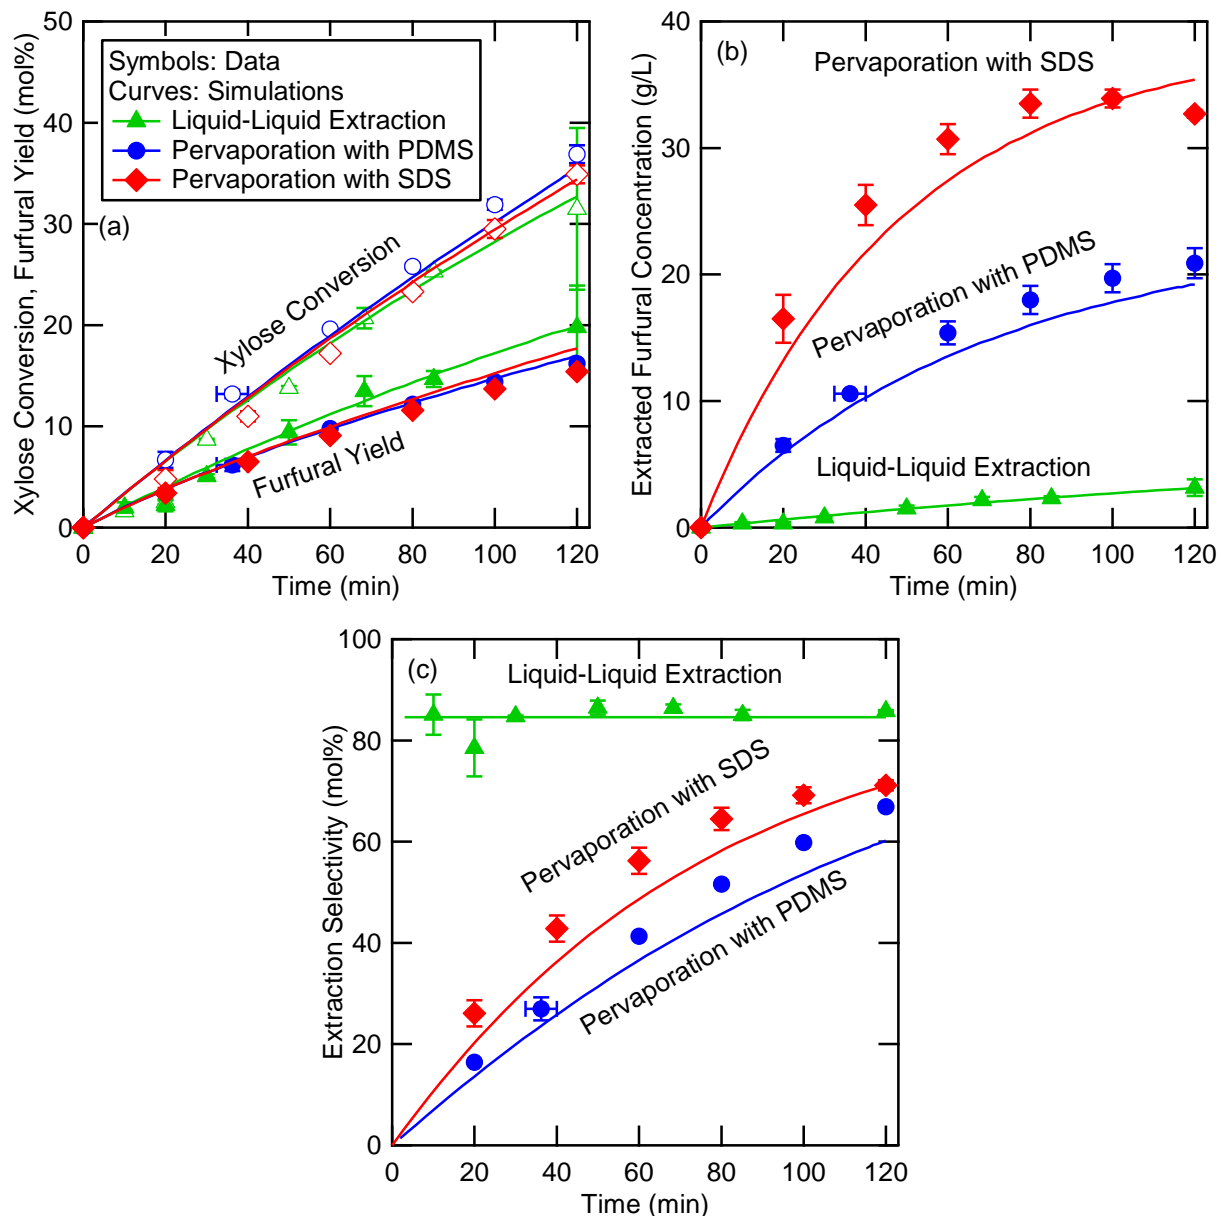 Xylose Conversion, Furfural Yield (mol%)
50
40
30
20
10
0
Symbols: Data
Curves: Simulations
Liquid-Liquid Extraction
Pervaporation with PDMS
Pervaporation with SDS
(a)
Xylose Conversion
Furfural Yield
0 20 40 60 80 100 120
Time (min)
Extracted Furfural Concentration (g/L)
40
30
20
10
0
(b)
Pervaporation with SDS
Pervaporation with PDMS
Liquid-Liquid Extraction
0 20 40 60 80 100 120
Time (min)
Extraction Selectivity (mol%)
100
80
60
40
20
0
(c)
Liquid-Liquid Extraction
Pervaporation with SDS
Pervaporation with PDMS
0 20 40 60 80 100 120
Time (min)